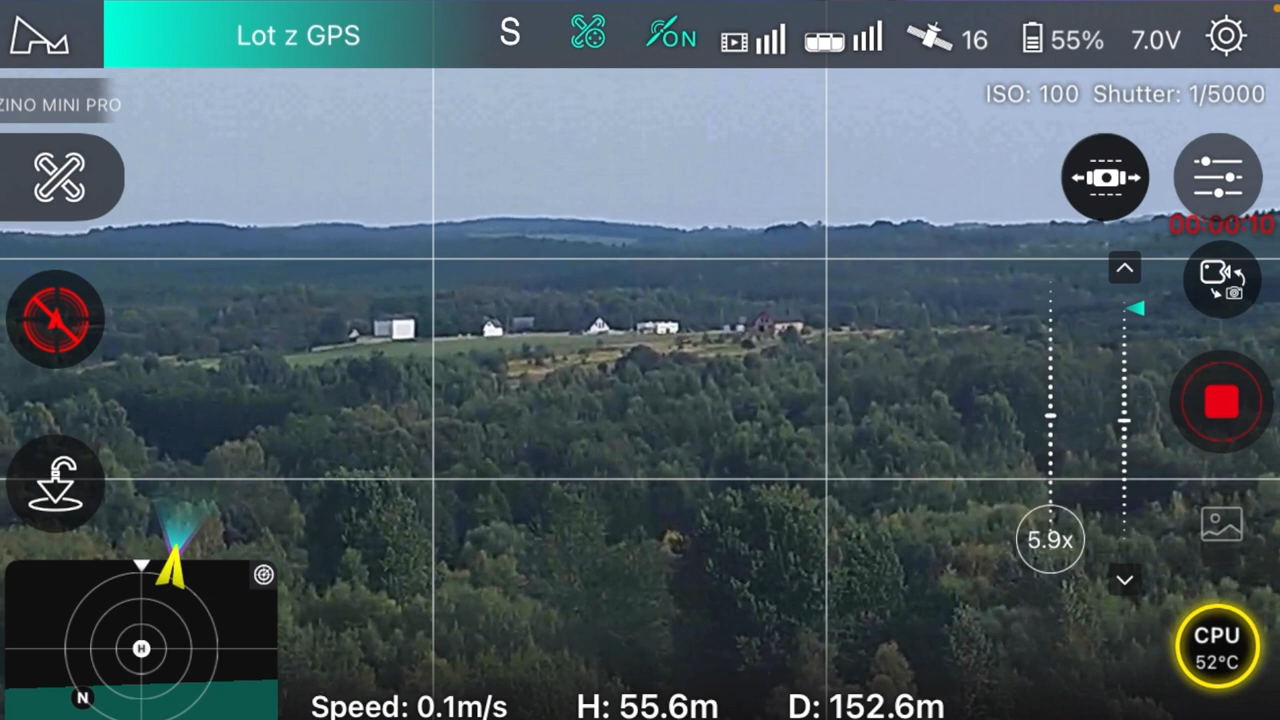 Lot z GPS
S
ON
16
55%
7.0V
ZINO MINI PRO
ISO: 100 Shutter: 1/5000
00:00:10
5.9x
CPU
52°C
H
N
Speed: 0.1m/s
H: 55.6m
D: 152.6m